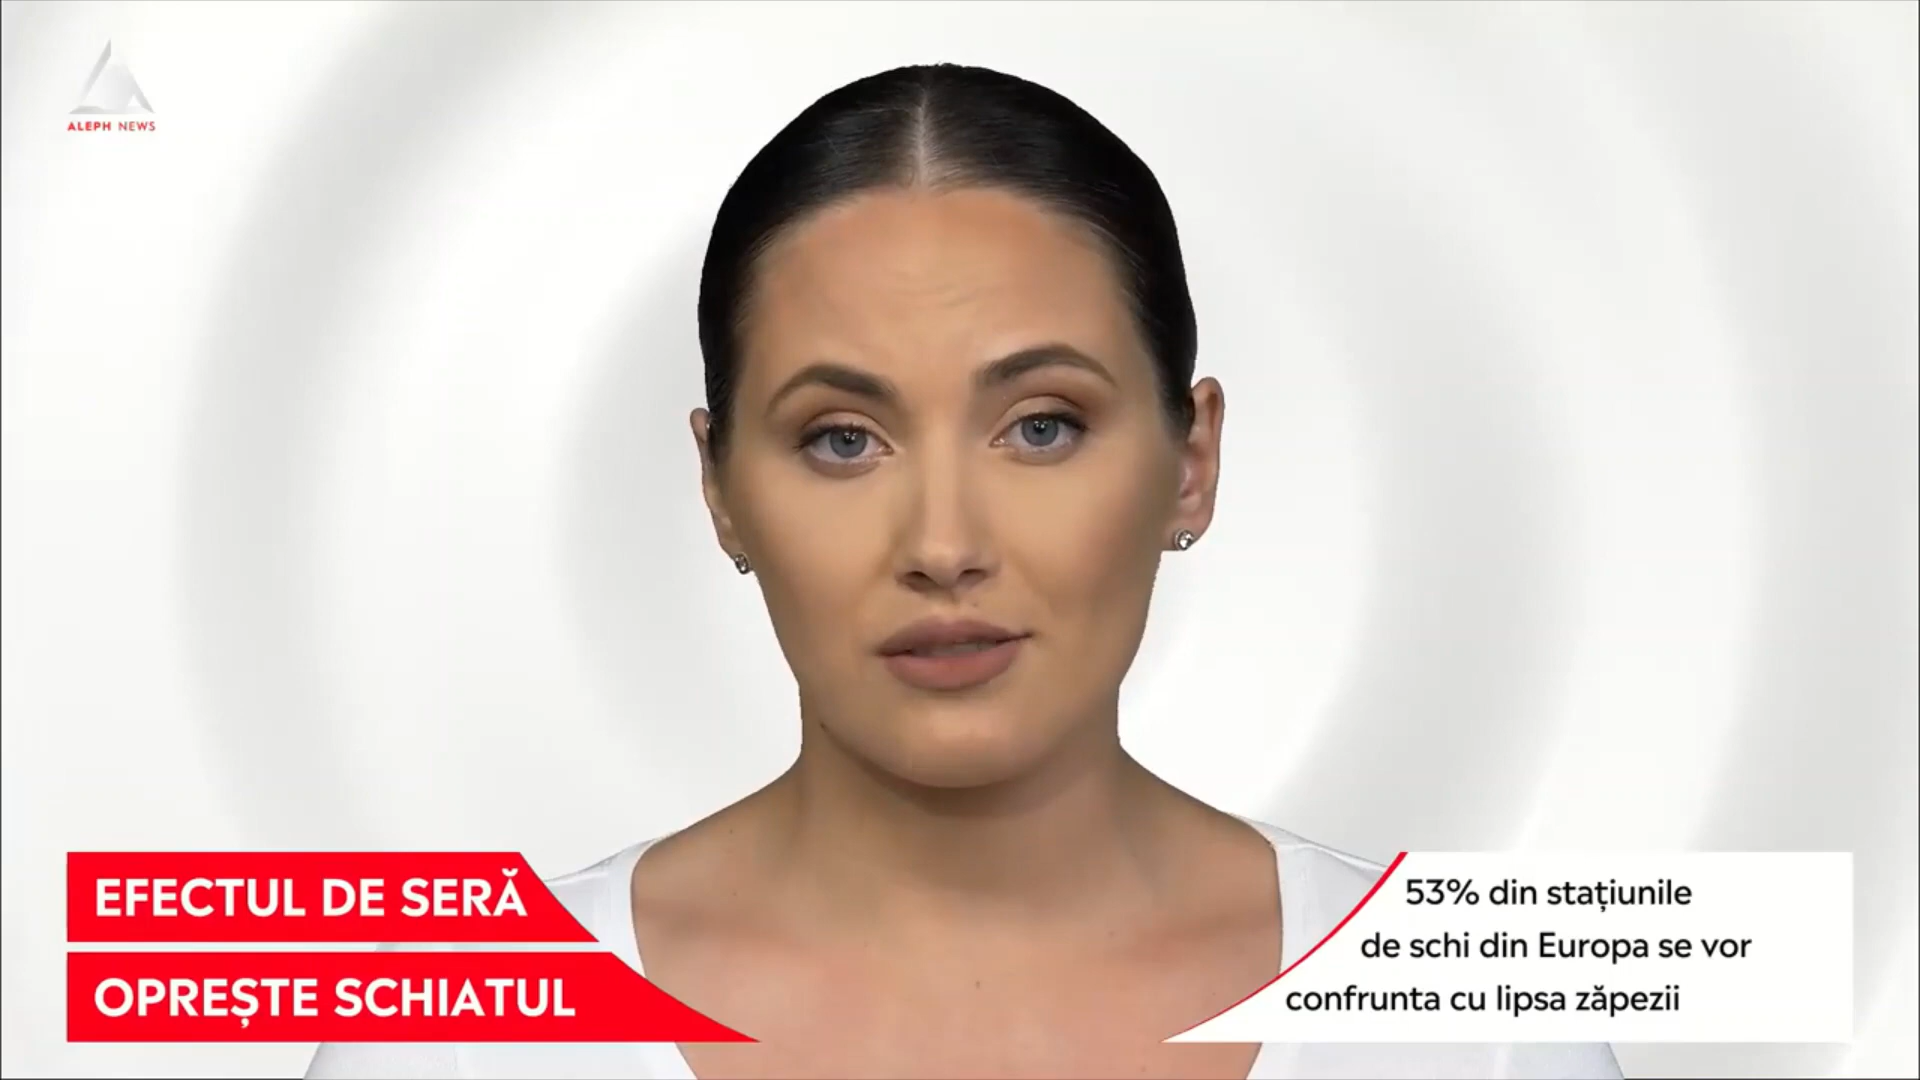 ALEPH NEWS
EFECTUL DE SERĂ
OPREȘTE SCHIATUL
53% din stațiunile
de schi din Europa se vor
confrunta cu lipsa zăpezii